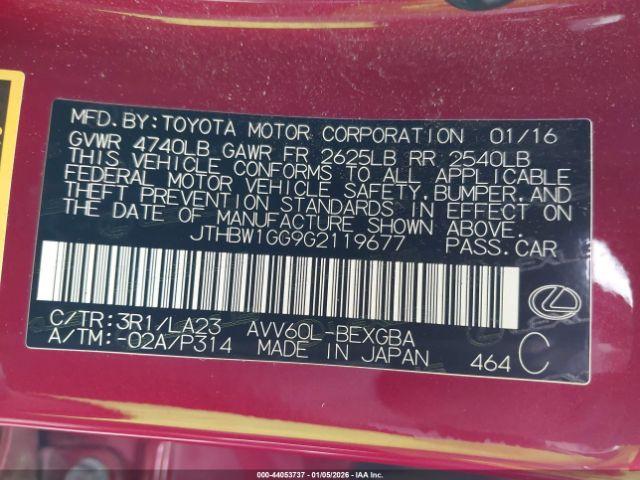 MFD. BY: TOYOTA MOTOR CORPORATION 01/16
GVWR 4740LB GAWR FR 2625LB RR 2540LB
THIS VEHICLE CONFORMS TO ALL APPLICABLE
FEDERAL MOTOR VEHICLE SAFETY, BUMPER, AND
THEFT PREVENTION STANDARDS IN EFFECT ON
THE DATE OF MANUFACTURE SHOWN ABOVE.
JTHBW1GG9G2119677 PASS. CAR
C/TR: 3R1/LA23 AVV60L-BEXGBA
A/TM: -02A/P314 MADE IN JAPAN 464 C
000-44053737 - 01/05/2026 - IAA